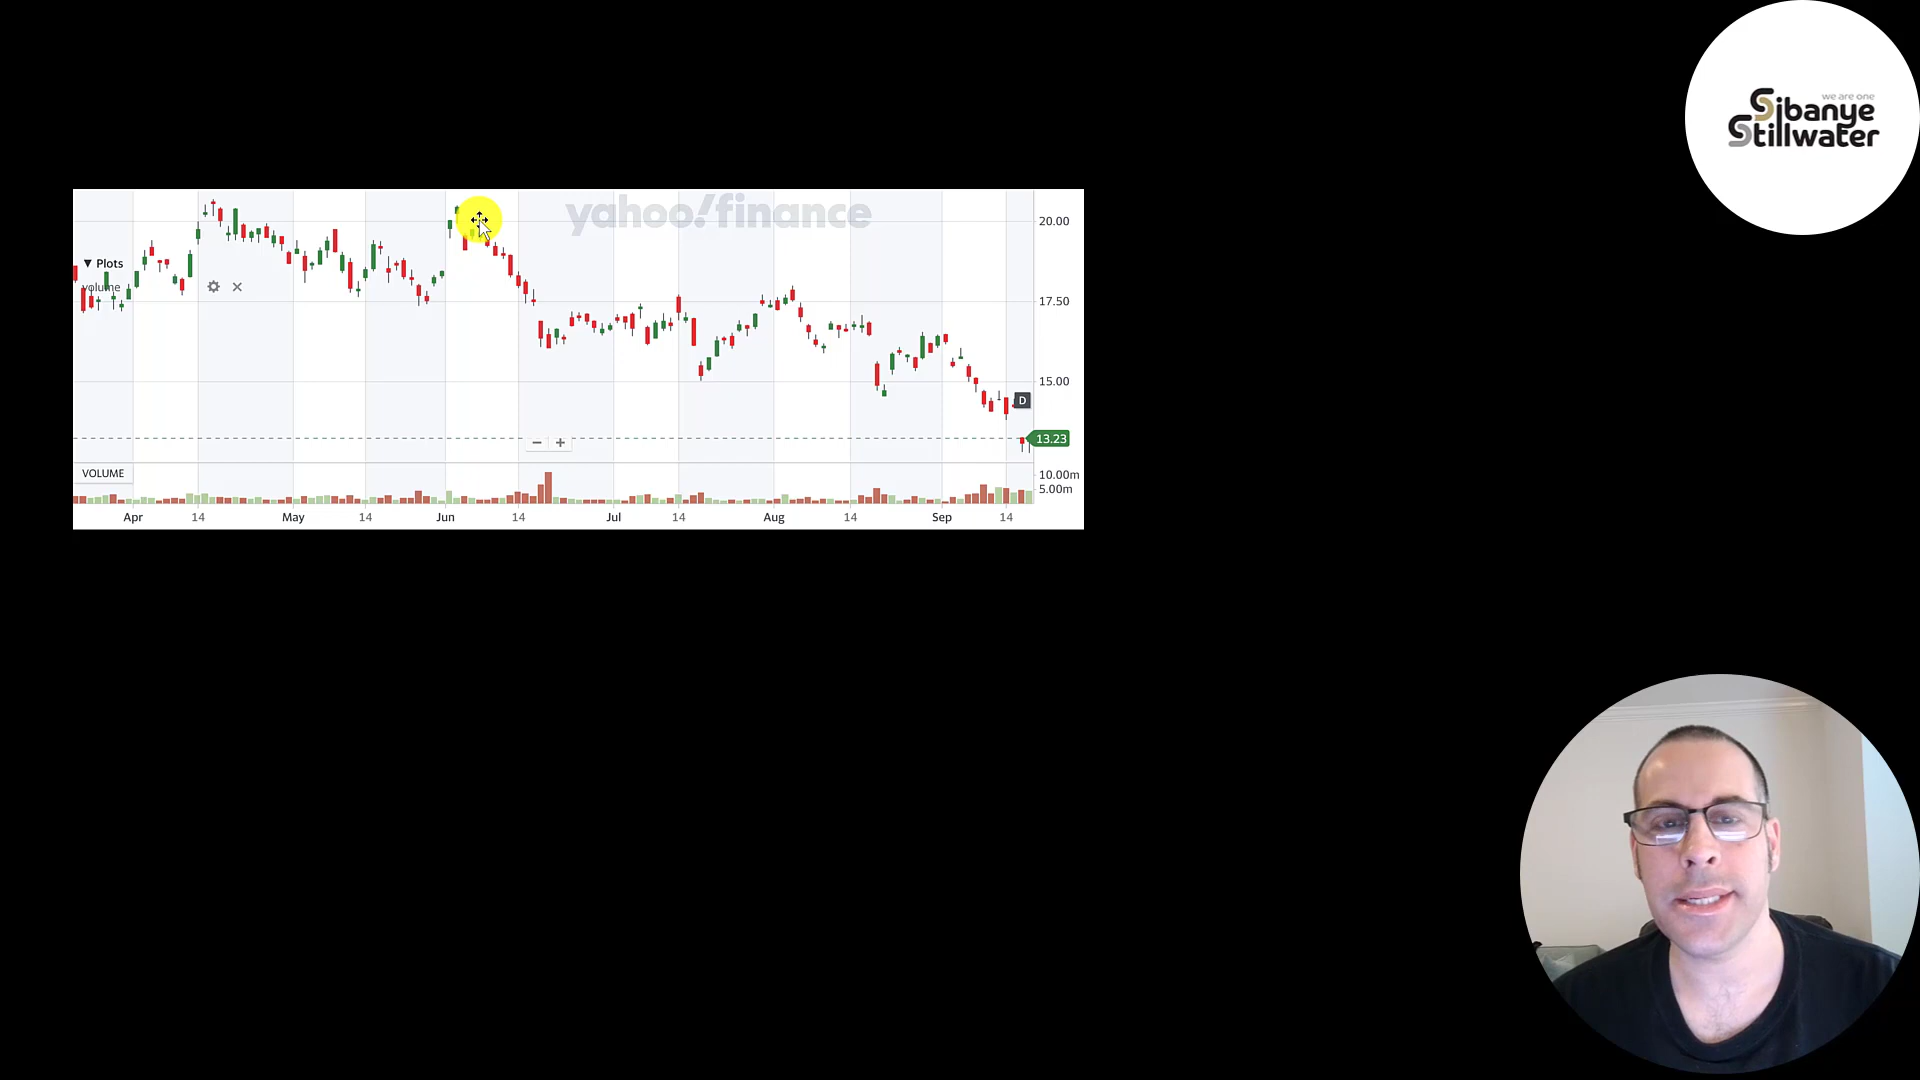 we are one
Sibanye
Stillwater
yahoo!finance
20.00
▼ Plots
volume
17.50
15.00
D
13.23
VOLUME
10.00m
5.00m
Apr 14 May 14 Jun 14 Jul 14 Aug 14 Sep 14